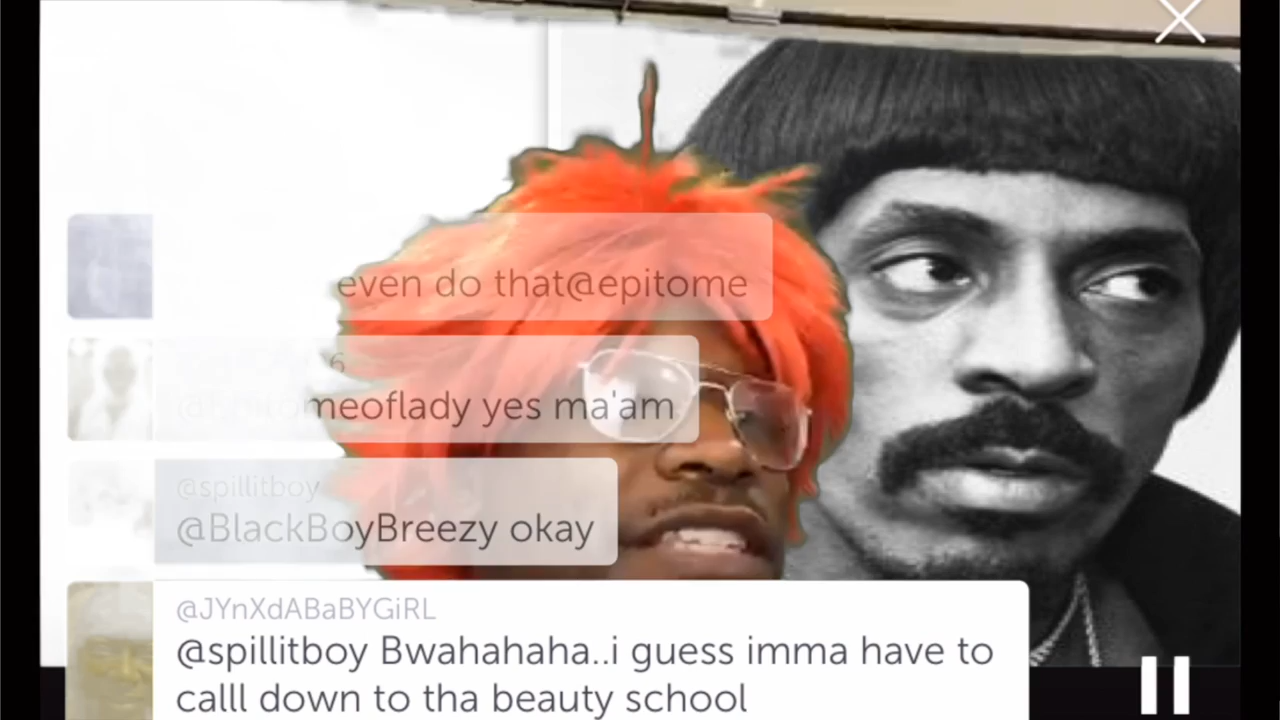 even do that@epitome
6
meoflady yes ma'am
@spillitboy
@BlackBoyBreezy okay
@JYnXdABaBYGiRL
@spillitboy Bwahahaha..i guess imma have to
calll down to tha beauty school